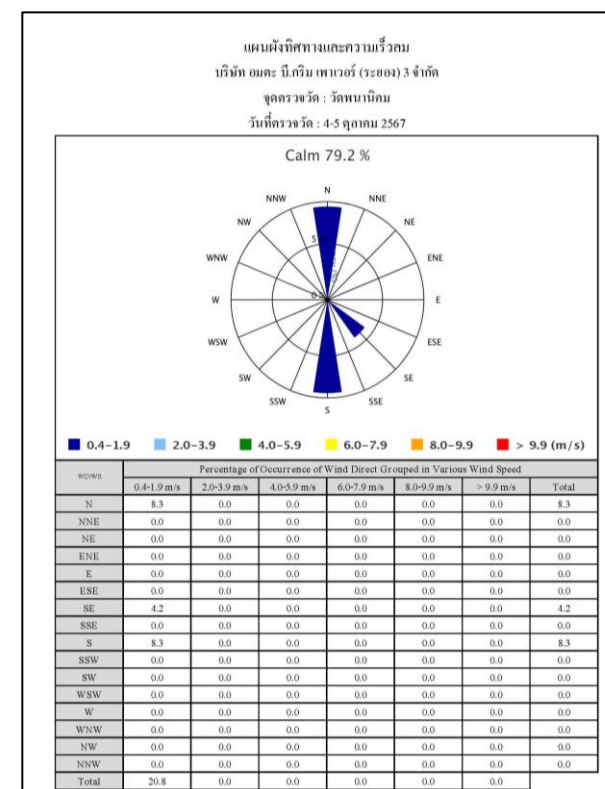 แผนผังทิศทางและความเร็วลม
บริษัท อมตะ บี.กริม เพาเวอร์ (ระยอง) 3 จำกัด
จุดตรวจวัด : วัดพนานิคม
วันที่ตรวจวัด : 4-5 ตุลาคม 2567
Calm 79.2 %
N
NNW NNE
NW NE
WNW ENE
5
W E
WSW ESE
SW SE
SSW SSE
S
0.4-1.9 2.0-3.9 4.0-5.9 6.0-7.9 8.0-9.9 > 9.9 (m/s)
WD/WS Percentage of Occurrence of Wind Direct Grouped in Various Wind Speed
0.4-1.9 m/s 2.0-3.9 m/s 4.0-5.9 m/s 6.0-7.9 m/s 8.0-9.9 m/s > 9.9 m/s Total
N 8.3 0.0 0.0 0.0 0.0 0.0 8.3
NNE 0.0 0.0 0.0 0.0 0.0 0.0 0.0
NE 0.0 0.0 0.0 0.0 0.0 0.0 0.0
ENE 0.0 0.0 0.0 0.0 0.0 0.0 0.0
E 0.0 0.0 0.0 0.0 0.0 0.0 0.0
ESE 0.0 0.0 0.0 0.0 0.0 0.0 0.0
SE 4.2 0.0 0.0 0.0 0.0 0.0 4.2
SSE 0.0 0.0 0.0 0.0 0.0 0.0 0.0
S 8.3 0.0 0.0 0.0 0.0 0.0 8.3
SSW 0.0 0.0 0.0 0.0 0.0 0.0 0.0
SW 0.0 0.0 0.0 0.0 0.0 0.0 0.0
WSW 0.0 0.0 0.0 0.0 0.0 0.0 0.0
W 0.0 0.0 0.0 0.0 0.0 0.0 0.0
WNW 0.0 0.0 0.0 0.0 0.0 0.0 0.0
NW 0.0 0.0 0.0 0.0 0.0 0.0 0.0
NNW 0.0 0.0 0.0 0.0 0.0 0.0 0.0
Total 20.8 0.0 0.0 0.0 0.0 0.0